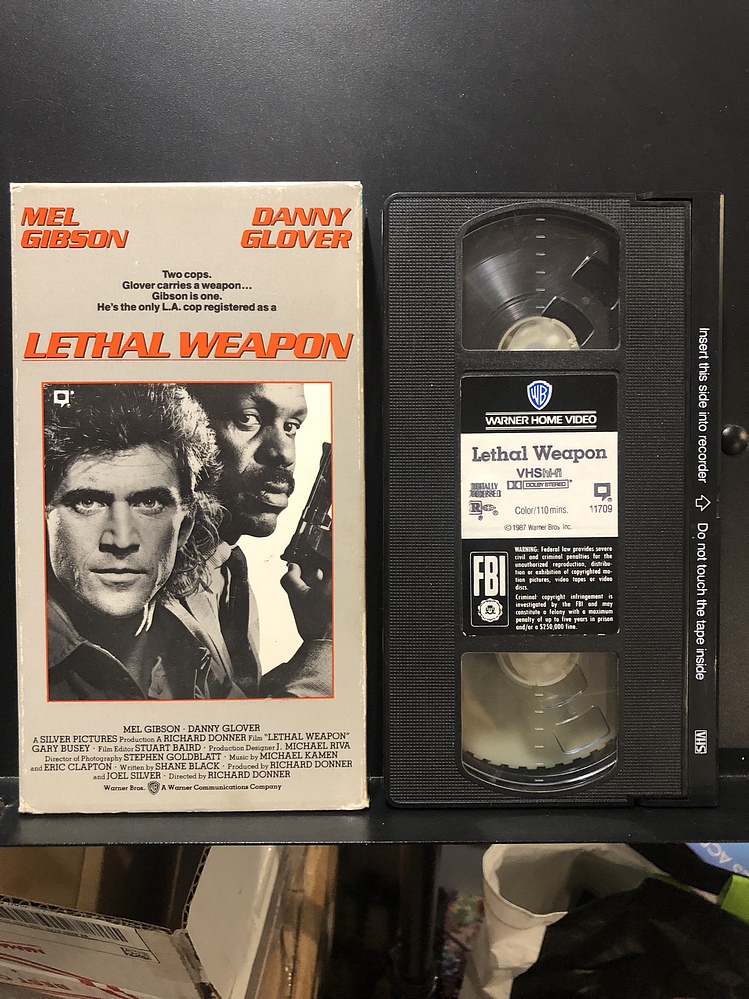 MEL
GIBSON
DANNY
GLOVER
Two cops.
Glover carries a weapon...
Gibson is one.
He's the only L.A. cop registered as a
LETHAL WEAPON
MEL GIBSON · DANNY GLOVER
A SILVER PICTURES Production A RICHARD DONNER Film "LETHAL WEAPON"
GARY BUSEY · Film Editor STUART BAIRD · Production Designer J. MICHAEL RIVA
Director of Photography STEPHEN GOLDBLATT · Music by MICHAEL KAMEN
and ERIC CLAPTON · Written by SHANE BLACK · Produced by RICHARD DONNER
and JOEL SILVER · Directed by RICHARD DONNER
Warner Bros. WB A Warner Communications Company
WB
WARNER HOME VIDEO
Lethal Weapon
VHS hi-fi
DOLBY STEREO
DIGITALLY
PROCESSED
R
Color/110 mins.
11709
© 1987 Warner Bros. Inc.
FBI
WARNING: Federal law provides severe
civil and criminal penalties for the
unauthorized reproduction, distribu-
tion or exhibition of copyrighted mo-
tion pictures, video tapes or video
discs.
Criminal copyright infringement is
investigated by the FBI and may
constitute a felony with a maximum
penalty of up to five years in prison
and/or a $250,000 fine.
Insert this side into recorder ⇧ Do not touch the tape inside
VHS